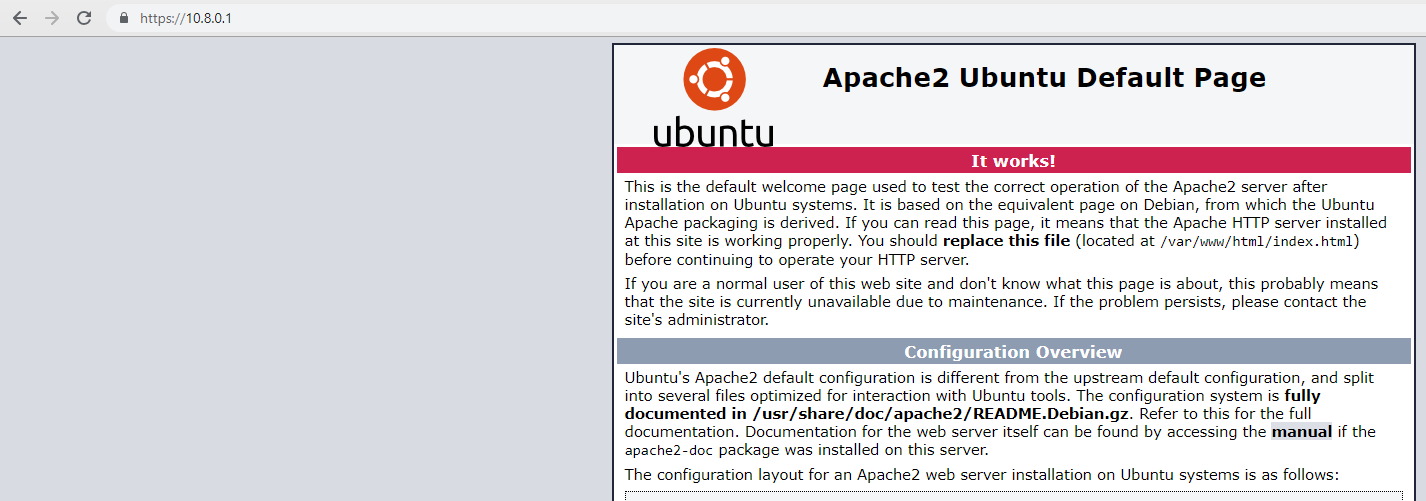 https://10.8.0.1
Apache2 Ubuntu Default Page
ubuntu
It works!
This is the default welcome page used to test the correct operation of the Apache2 server after
installation on Ubuntu systems. It is based on the equivalent page on Debian, from which the Ubuntu
Apache packaging is derived. If you can read this page, it means that the Apache HTTP server installed
at this site is working properly. You should replace this file (located at /var/www/html/index.html)
before continuing to operate your HTTP server.
If you are a normal user of this web site and don't know what this page is about, this probably means
that the site is currently unavailable due to maintenance. If the problem persists, please contact the
site's administrator.
Configuration Overview
Ubuntu's Apache2 default configuration is different from the upstream default configuration, and split
into several files optimized for interaction with Ubuntu tools. The configuration system is fully
documented in /usr/share/doc/apache2/README.Debian.gz. Refer to this for the full
documentation. Documentation for the web server itself can be found by accessing the manual if the
apache2-doc package was installed on this server.
The configuration layout for an Apache2 web server installation on Ubuntu systems is as follows: